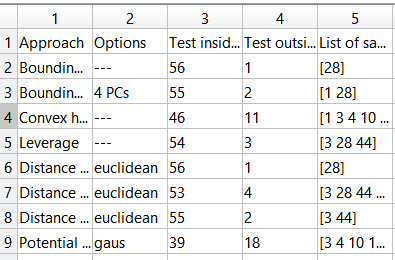 1 2 3 4 5
1 Approach Options Test insid... Test outsi... List of sa...
2 Boundin... --- 56 1 [28]
3 Boundin... 4 PCs 55 2 [1 28]
4 Convex h... --- 46 11 [1 3 4 10 ...
5 Leverage --- 54 3 [3 28 44]
6 Distance ... euclidean 56 1 [28]
7 Distance ... euclidean 53 4 [3 28 44 ...
8 Distance ... euclidean 55 2 [3 44]
9 Potential ... gaus 39 18 [3 4 10 1...